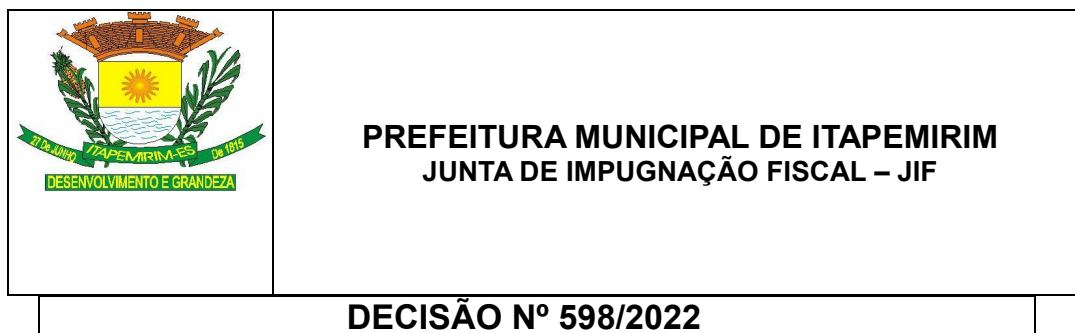 27 De JUNHO
ITAPEMIRIM-ES
De 1815
DESENVOLVIMENTO E GRANDEZA
PREFEITURA MUNICIPAL DE ITAPEMIRIM
JUNTA DE IMPUGNAÇÃO FISCAL – JIF
DECISÃO Nº 598/2022